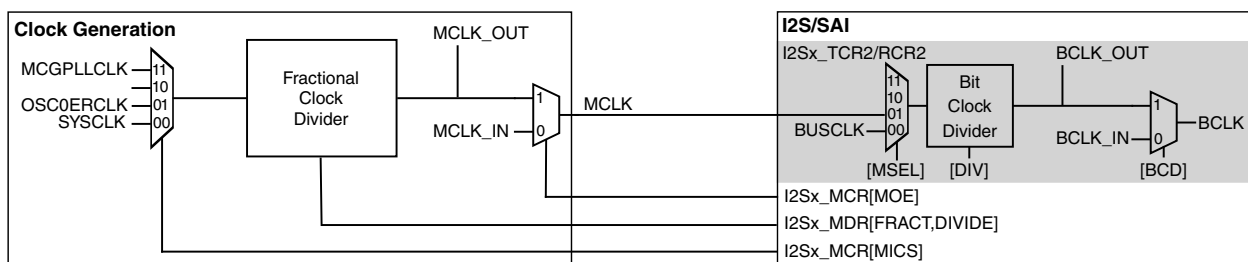 Clock Generation
MCGPLLCLK
11
10
OSC0ERCLK
01
SYSCLK
00
Fractional
Clock
Divider
MCLK_OUT
MCLK_IN
1
0
MCLK
I2S/SAI
I2Sx_TCR2/RCR2
11
10
01
BUSCLK
00
[MSEL]
Bit
Clock
Divider
[DIV]
BCLK_OUT
BCLK_IN
1
0
BCLK
[BCD]
I2Sx_MCR[MOE]
I2Sx_MDR[FRACT,DIVIDE]
I2Sx_MCR[MICS]